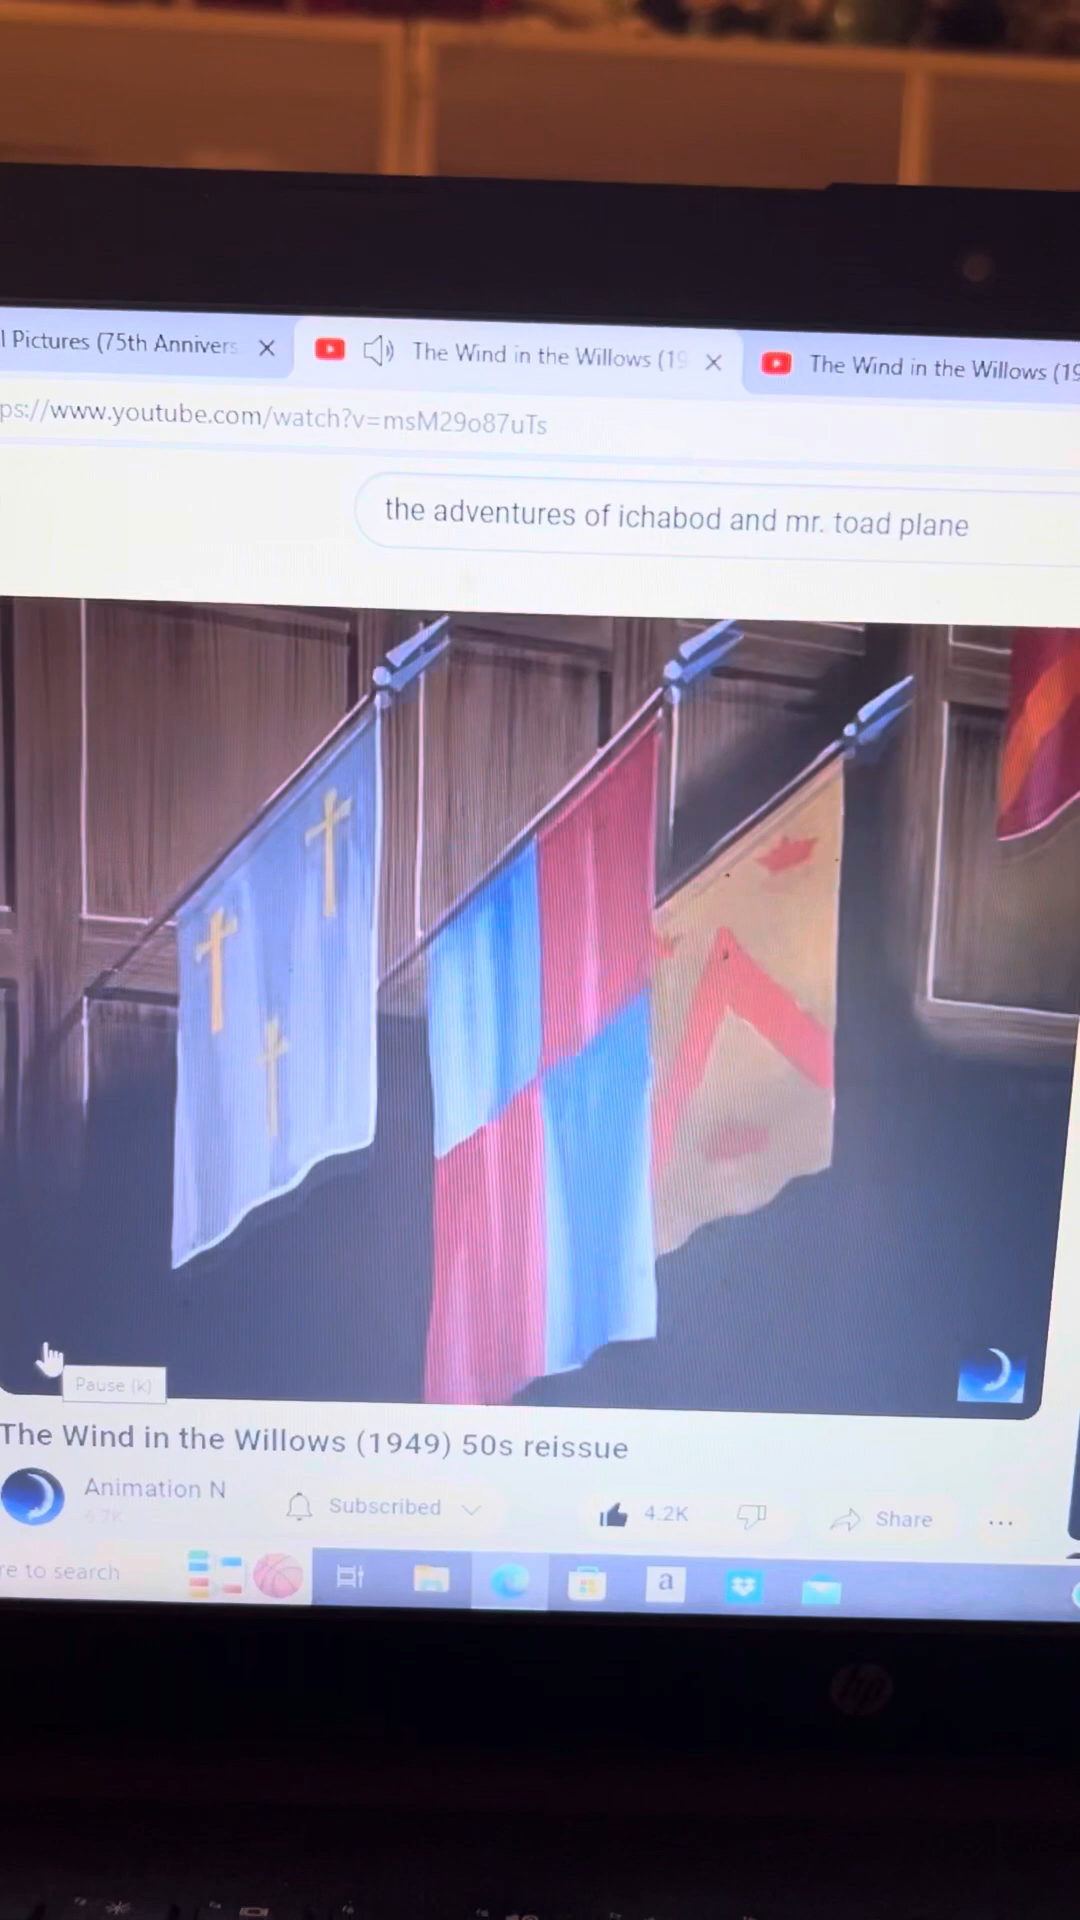 l Pictures (75th Annivers
The Wind in the Willows (19
The Wind in the Willows (19
ps://www.youtube.com/watch?v=msM29o87uTs
the adventures of ichabod and mr. toad plane
Pause (k)
The Wind in the Willows (1949) 50s reissue
Animation N
Subscribed
4.2K
Share
re to search
a
hp